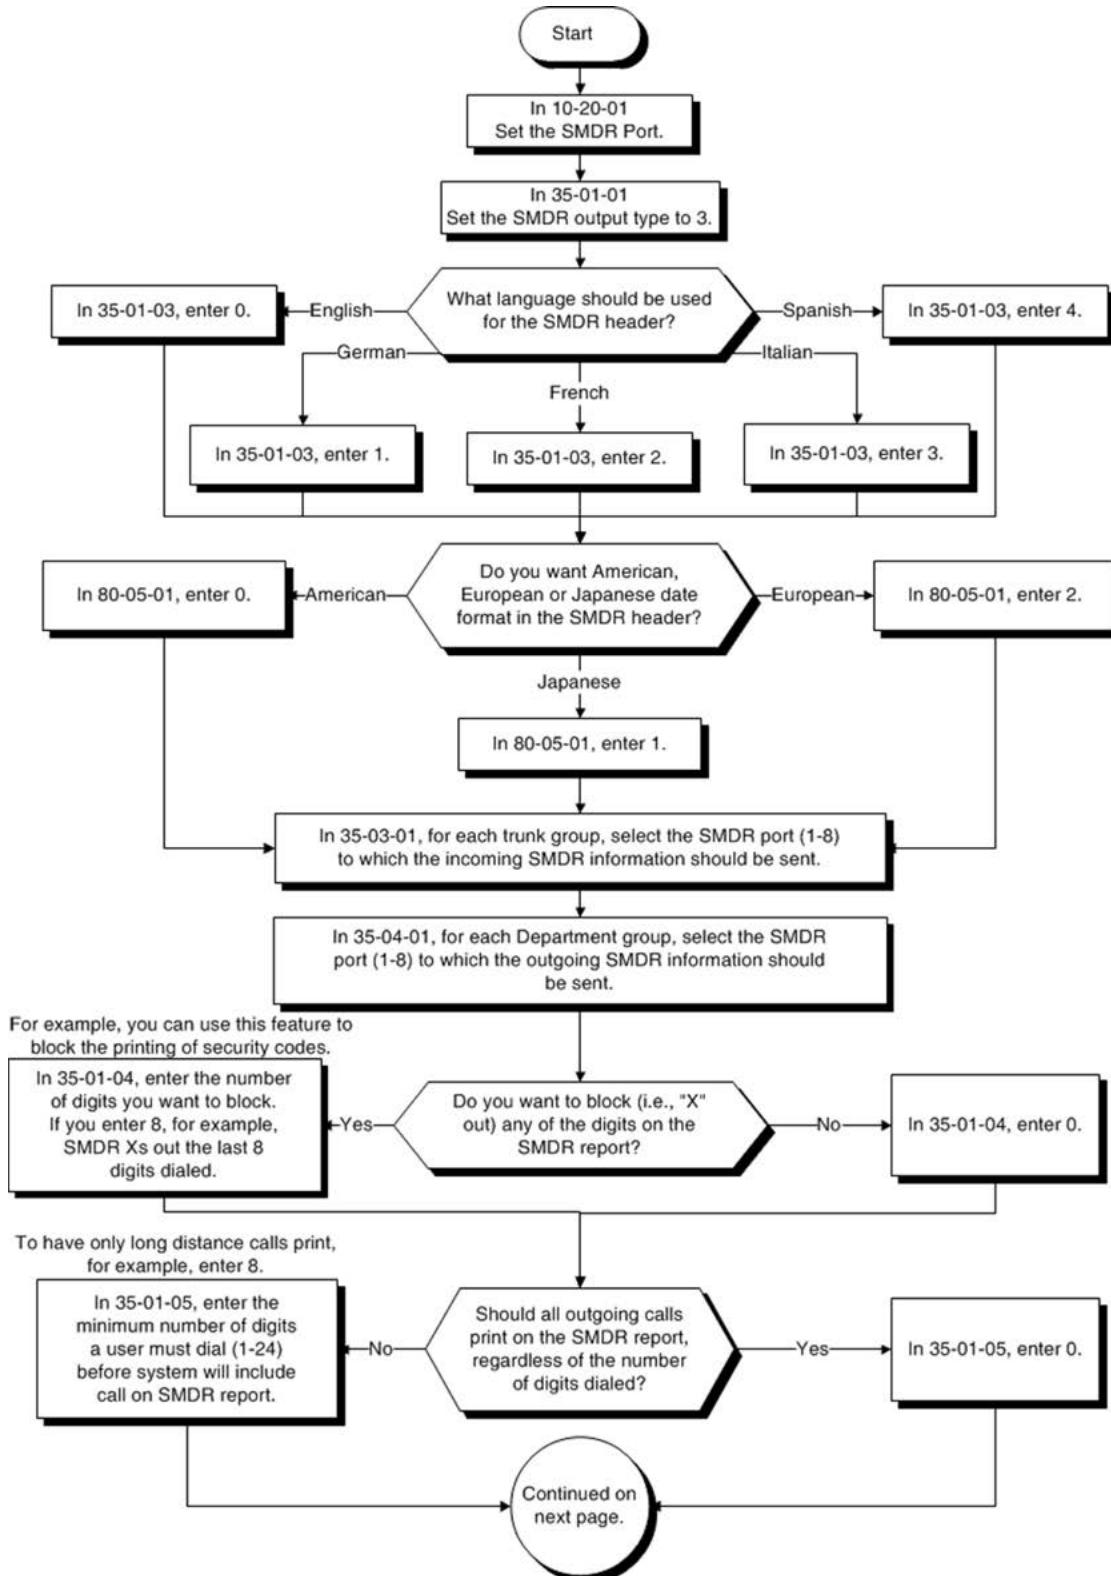 Start
In 10-20-01
Set the SMDR Port.
In 35-01-01
Set the SMDR output type to 3.
What language should be used
for the SMDR header?
English
In 35-01-03, enter 0.
Spanish
In 35-01-03, enter 4.
German
Italian
French
In 35-01-03, enter 1.
In 35-01-03, enter 2.
In 35-01-03, enter 3.
Do you want American,
European or Japanese date
format in the SMDR header?
American
In 80-05-01, enter 0.
European
In 80-05-01, enter 2.
Japanese
In 80-05-01, enter 1.
In 35-03-01, for each trunk group, select the SMDR port (1-8)
to which the incoming SMDR information should be sent.
In 35-04-01, for each Department group, select the SMDR
port (1-8) to which the outgoing SMDR information should
be sent.
For example, you can use this feature to
block the printing of security codes.
In 35-01-04, enter the number
of digits you want to block.
If you enter 8, for example,
SMDR Xs out the last 8
digits dialed.
Yes
Do you want to block (i.e., "X"
out) any of the digits on the
SMDR report?
No
In 35-01-04, enter 0.
To have only long distance calls print,
for example, enter 8.
In 35-01-05, enter the
minimum number of digits
a user must dial (1-24)
before system will include
call on SMDR report.
No
Should all outgoing calls
print on the SMDR report,
regardless of the number
of digits dialed?
Yes
In 35-01-05, enter 0.
Continued on
next page.